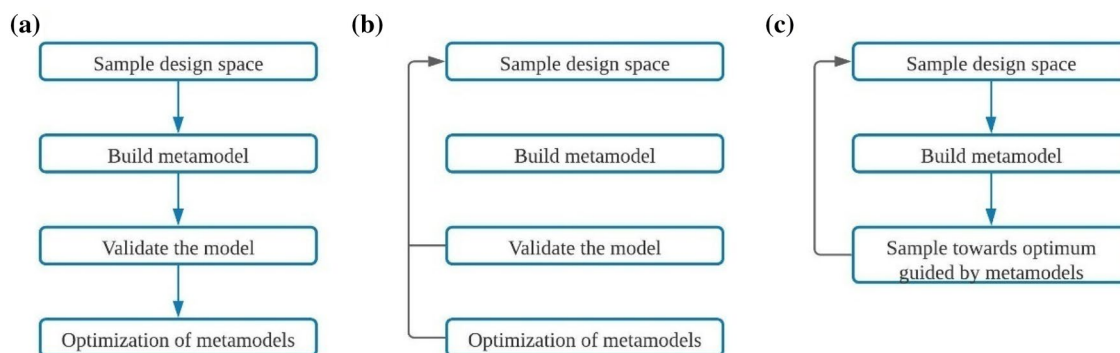 (a)
Sample design space
Build metamodel
Validate the model
Optimization of metamodels
(b)
Sample design space
Build metamodel
Validate the model
Optimization of metamodels
(c)
Sample design space
Build metamodel
Sample towards optimum
guided by metamodels